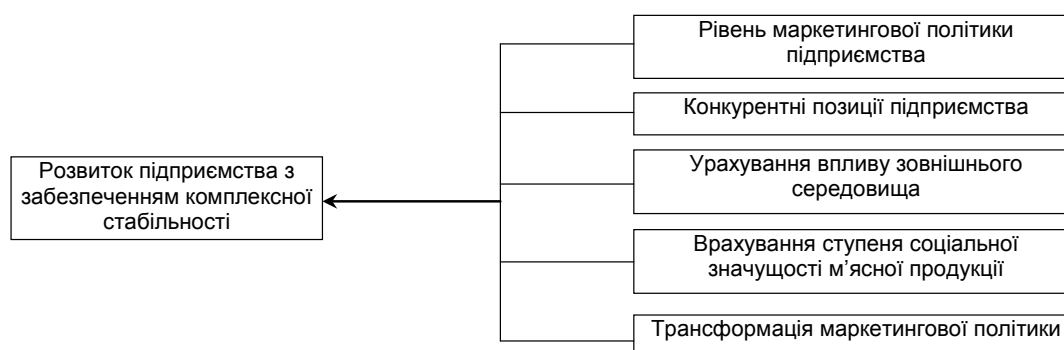 Рівень маркетингової політики
підприємства
Конкурентні позиції підприємства
Урахування впливу зовнішнього
середовища
Розвиток підприємства з
забезпеченням комплексної
стабільності
Врахування ступеня соціальної
значущості м’ясної продукції
Трансформація маркетингової політики